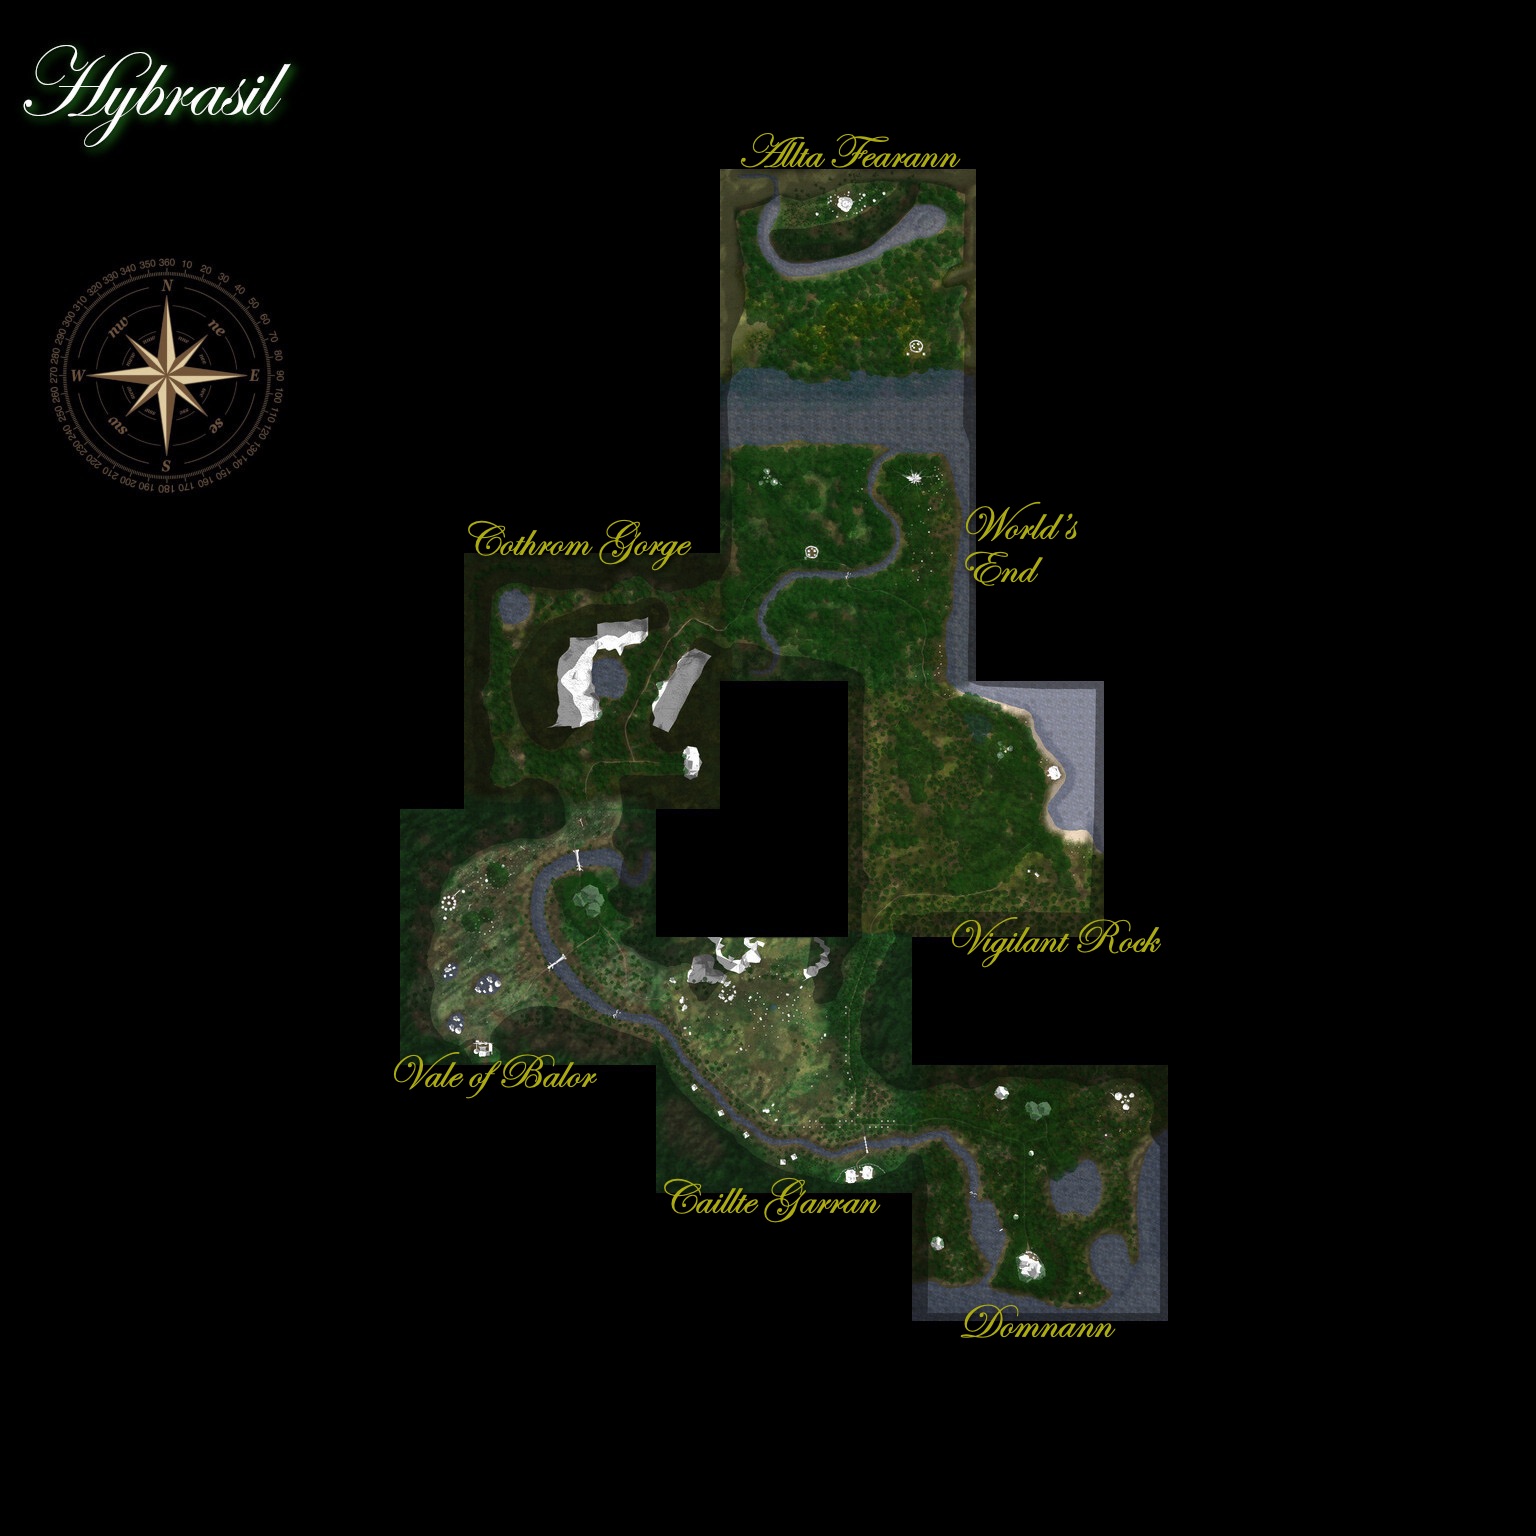 Hybrasil
Allta Fearann
350 360 10
340 20
330 30
320 40
310 50
300 60
290 70
280 80
270 90
260 100
250 110
240 120
230 130
220 140
210 150
200 160
190 180 170
N
nw ne
W E
sw se
S
World's
End
Cothrom Gorge
Vigilant Rock
Vale of Balor
Caillte Garran
Domnann